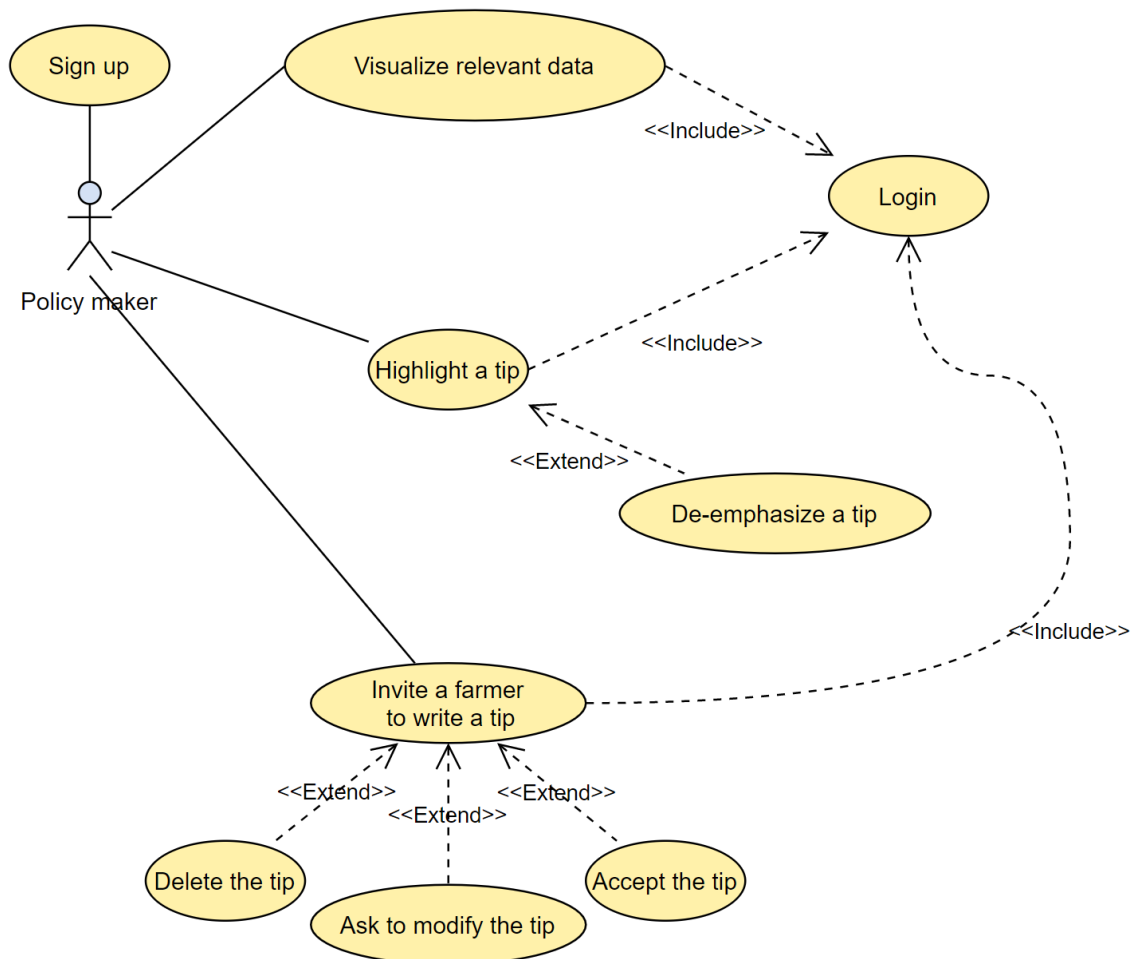 Sign up
Visualize relevant data
<<Include>>
Login
Policy maker
<<Include>>
Highlight a tip
<<Extend>>
De-emphasize a tip
<<Include>>
Invite a farmer
to write a tip
<<Extend>>
<<Extend>>
<<Extend>>
Delete the tip
Accept the tip
Ask to modify the tip